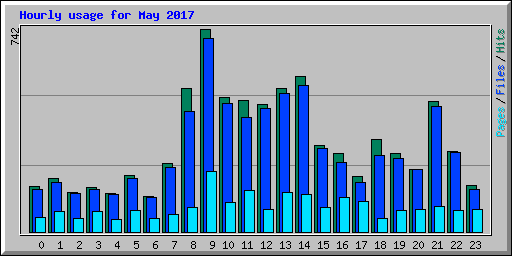 Hourly usage for May 2017
742
Pages / Files / Hits
0 1 2 3 4 5 6 7 8 9 10 11 12 13 14 15 16 17 18 19 20 21 22 23